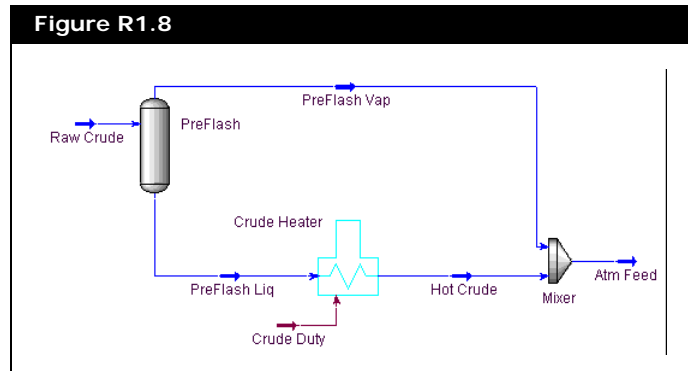 Figure R1.8
PreFlash Vap
PreFlash
Raw Crude
Crude Heater
PreFlash Liq
Hot Crude
Mixer
Atm Feed
Crude Duty